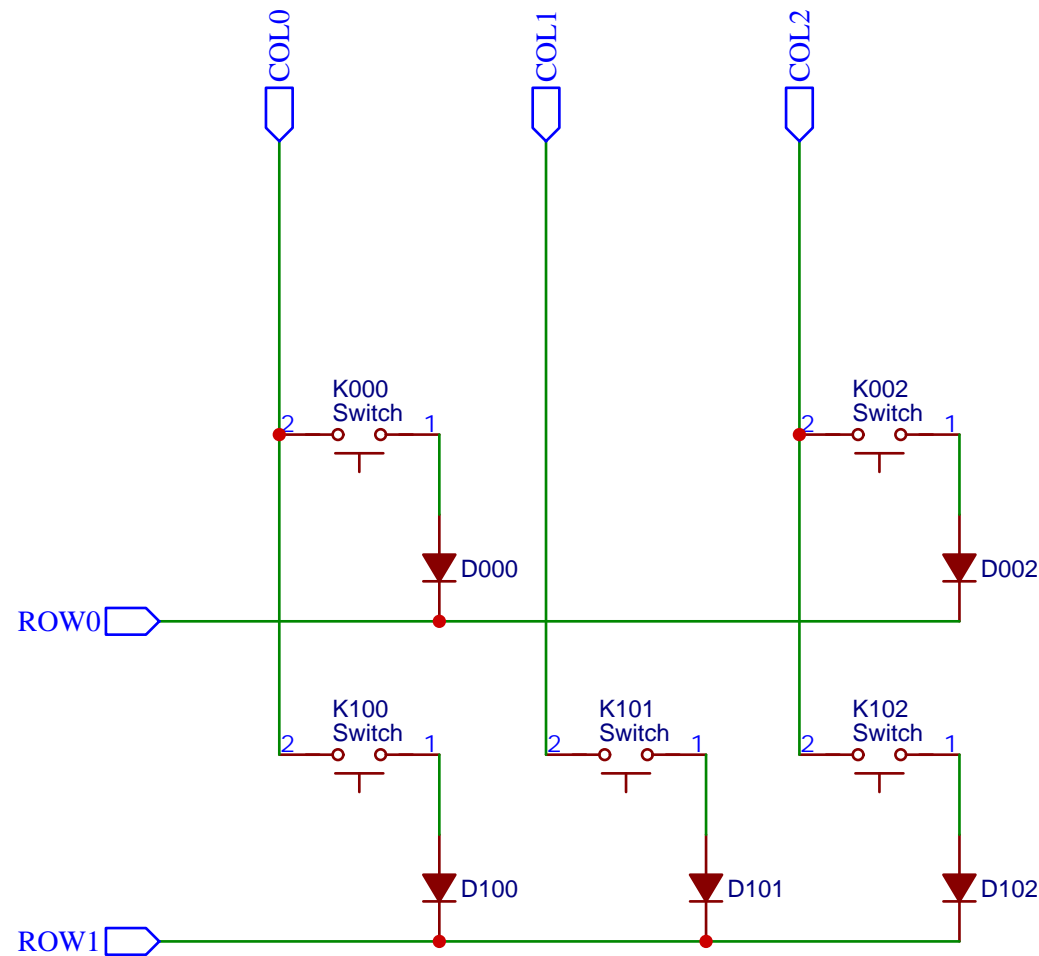 COL0
COL1
COL2
K000
Switch
2
1
K002
Switch
2
1
D000
D002
ROW0
K100
Switch
2
1
K101
Switch
2
1
K102
Switch
2
1
D100
D101
D102
ROW1